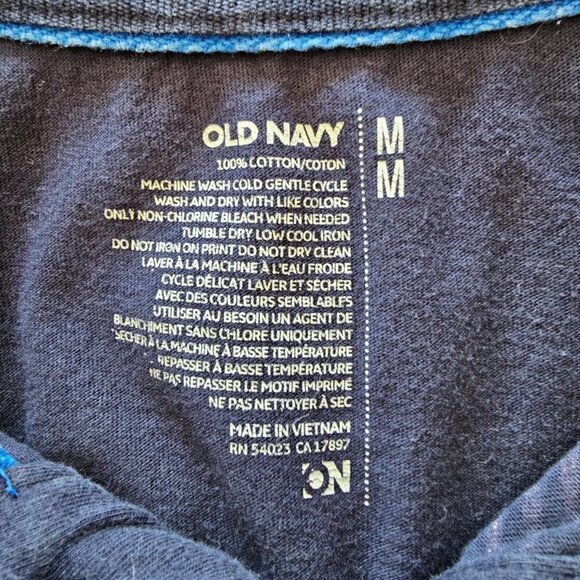 OLD NAVY
M
M
100% COTTON/COTON
MACHINE WASH COLD GENTLE CYCLE
WASH AND DRY WITH LIKE COLORS
ONLY NON-CHLORINE BLEACH WHEN NEEDED
TUMBLE DRY LOW COOL IRON
DO NOT IRON ON PRINT DO NOT DRY CLEAN
LAVER À LA MACHINE À L'EAU FROIDE
CYCLE DÉLICAT LAVER ET SÉCHER
AVEC DES COULEURS SEMBLABLES
UTILISER AU BESOIN UN AGENT DE
BLANCHIMENT SANS CHLORE UNIQUEMENT
SÉCHER À LA MACHINE À BASSE TEMPÉRATURE
REPASSER À BASSE TEMPÉRATURE
NE PAS REPASSER LE MOTIF IMPRIMÉ
NE PAS NETTOYER À SEC
MADE IN VIETNAM
RN 54023 CA 17897
ON